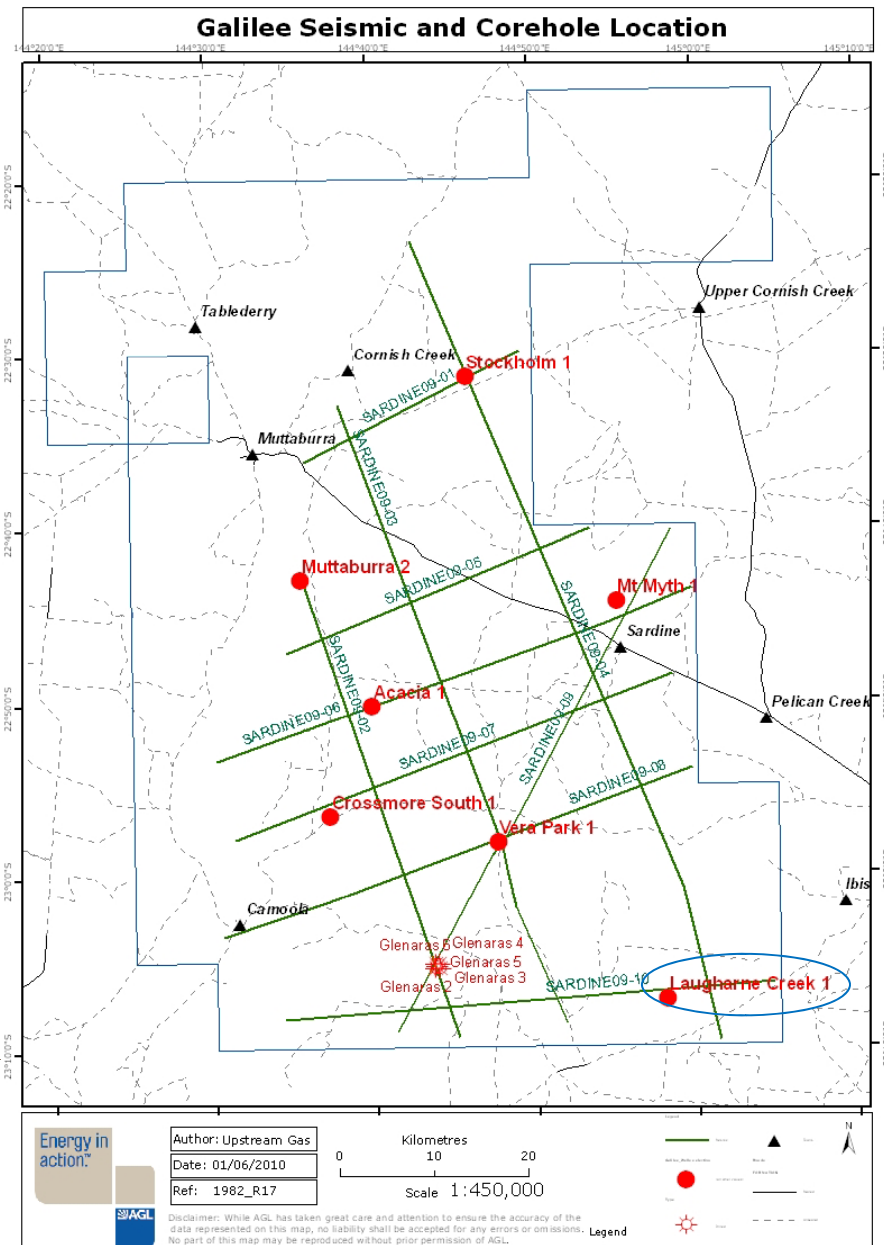 Galilee Seismic and Corehole Location
144°20'0"E 144°30'0"E 144°40'0"E 144°50'0"E 145°0'0"E 145°10'0"E
22°20'0"S
Upper Cornish Creek
Tablederry
22°30'0"S
Cornish Creek
Stockholm 1
SARDINE09-01
Muttaburra
SARDINE09-03
22°40'0"S
Muttaburra 2
SARDINE09-05
Mt Myth 1
SARDINE09-04
Sardine
SARDINE09-02
Acacia 1
22°50'0"S
Pelican Creek
SARDINE09-06
SARDINE09-07
SARDINE09-09
SARDINE09-08
Crossmore South 1
Vera Park 1
23°0'0"S
Ibis
Camoola
Glenaras 4
Glenaras 5
Glenaras 3
Glenaras 2
SARDINE09-10
Laugharne Creek 1
23°10'0"S
Energy in
action.™
AGL
Author: Upstream Gas
Date: 01/06/2010
Ref: 1982_R17
Kilometres
0 10 20
Scale 1:450,000
Disclaimer: While AGL has taken great care and attention to ensure the accuracy of the
data represented on this map, no liability shall be accepted for any errors or omissions.
No part of this map may be reproduced without prior permission of AGL.
Legend
N